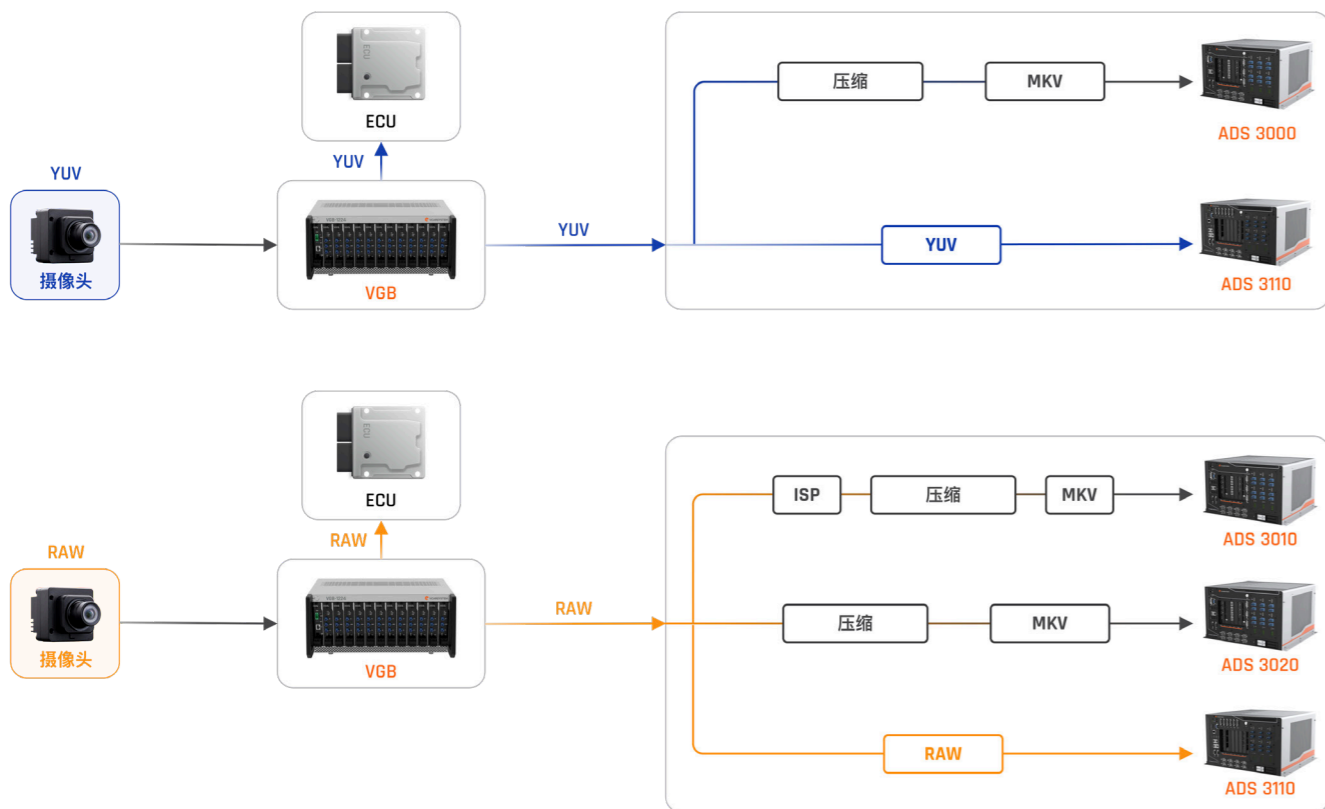 ECU
ECU
压缩
MKV
ADS 3000
YUV
YUV
摄像头
VGB
YUV
YUV
ADS 3110
ECU
ECU
ISP
压缩
MKV
ADS 3010
RAW
RAW
摄像头
VGB
RAW
压缩
MKV
ADS 3020
RAW
ADS 3110